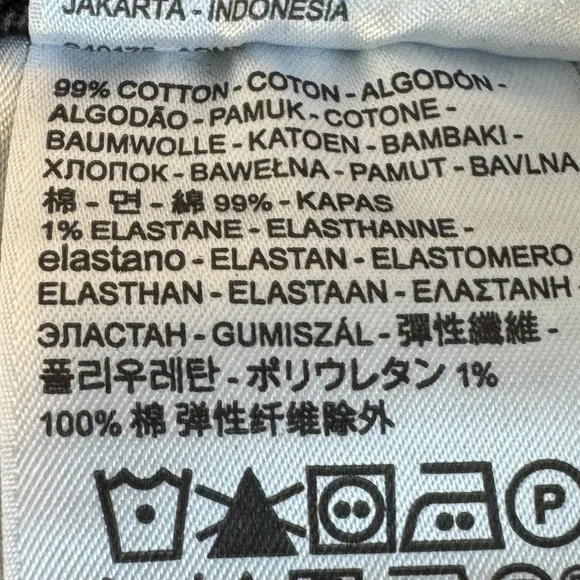 JAKARTA - INDONESIA
99% COTTON - COTON - ALGODÓN -
ALGODÃO - PAMUK - COTONE -
BAUMWOLLE - KATOEN - BAMBAKI -
ХЛОПОК - BAWEŁNA - PAMUT - BAVLNA
棉 - 면 - 綿 99% - KAPAS
1% ELASTANE - ELASTHANNE -
elastano - ELASTAN - ELASTOMERO
ELASTHAN - ELASTAAN - ΕΛΑΣΤΑΝΗ -
ЭЛАСТАН - GUMISZÁL - 彈性纖維 -
폴리우레탄 - ポリウレタン 1%
100% 棉 弹性纤维除外
P